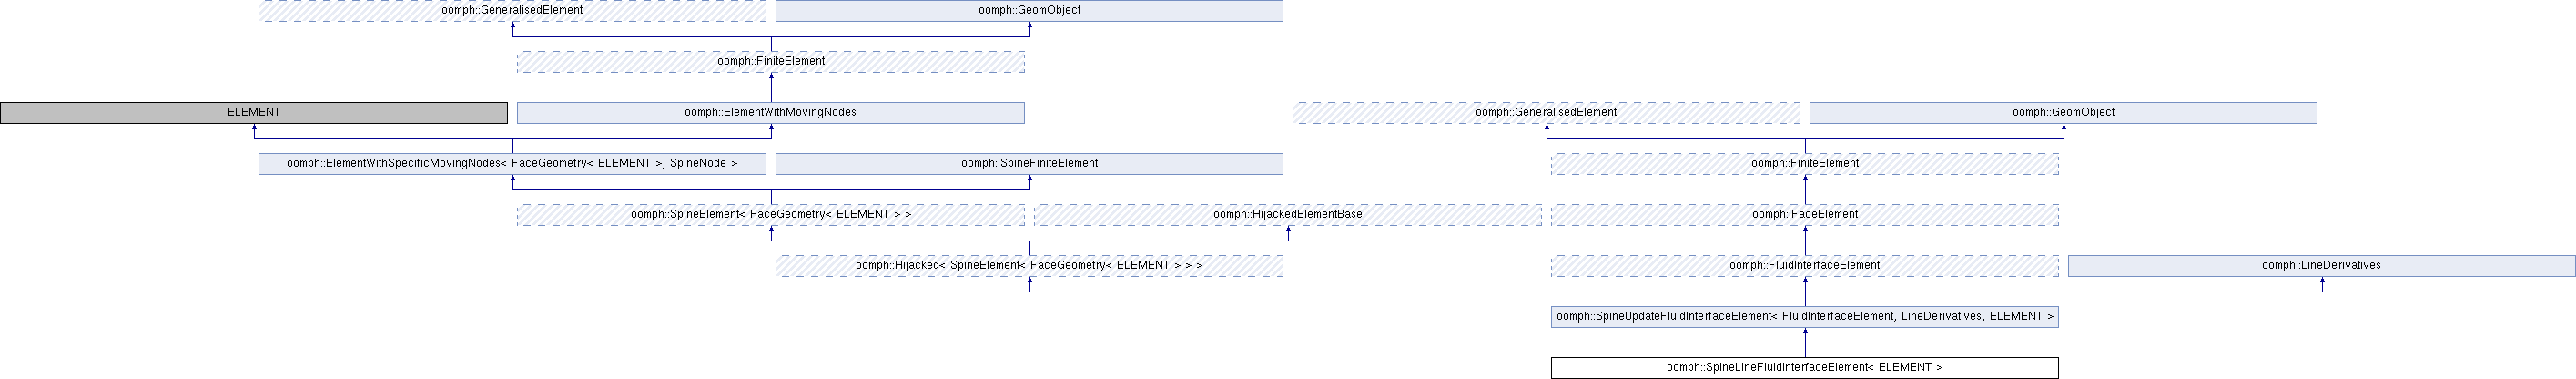 oomph::GeneralisedElement
oomph::GeomObject
oomph::FiniteElement
ELEMENT
oomph::ElementWithMovingNodes
oomph::GeneralisedElement
oomph::GeomObject
oomph::ElementWithSpecificMovingNodes< FaceGeometry< ELEMENT >, SpineNode >
oomph::SpineFiniteElement
oomph::FiniteElement
oomph::SpineElement< FaceGeometry< ELEMENT > >
oomph::HijackedElementBase
oomph::FaceElement
oomph::Hijacked< SpineElement< FaceGeometry< ELEMENT > > >
oomph::FluidInterfaceElement
oomph::LineDerivatives
oomph::SpineUpdateFluidInterfaceElement< FluidInterfaceElement, LineDerivatives, ELEMENT >
oomph::SpineLineFluidInterfaceElement< ELEMENT >